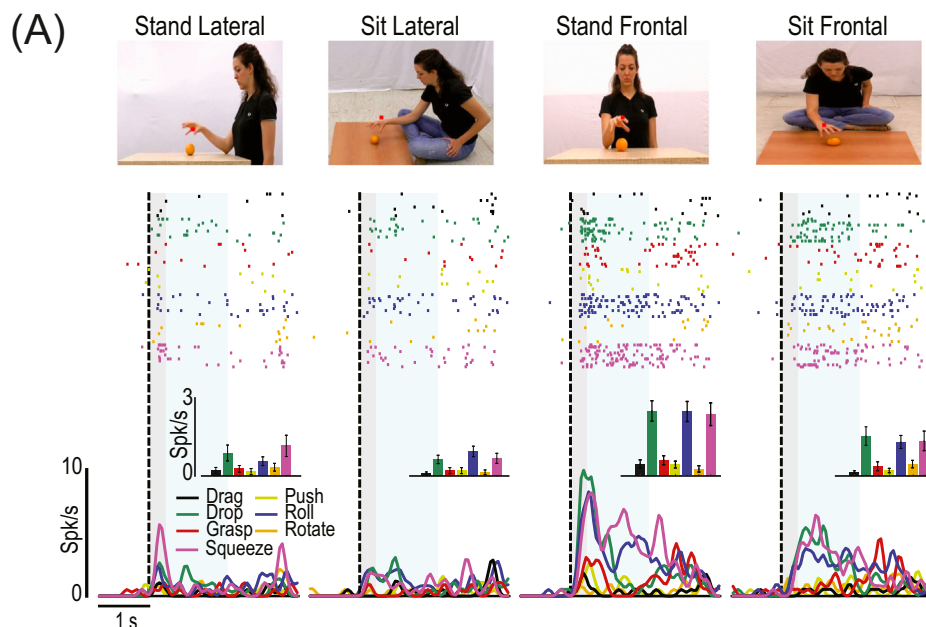 (A)
Stand Lateral
Sit Lateral
Stand Frontal
Sit Frontal
3
Spk/s
0
10
Spk/s
0
Drag
Push
Drop
Roll
Grasp
Rotate
Squeeze
1 s